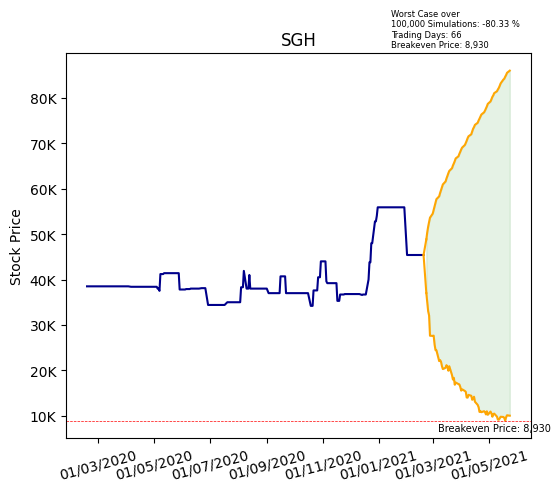 Worst Case over
100,000 Simulations: -80.33 %
Trading Days: 66
Breakeven Price: 8,930
SGH
Stock Price
80K
70K
60K
50K
40K
30K
20K
10K
Breakeven Price: 8,930
01/03/2020
01/05/2020
01/07/2020
01/09/2020
01/11/2020
01/01/2021
01/03/2021
01/05/2021